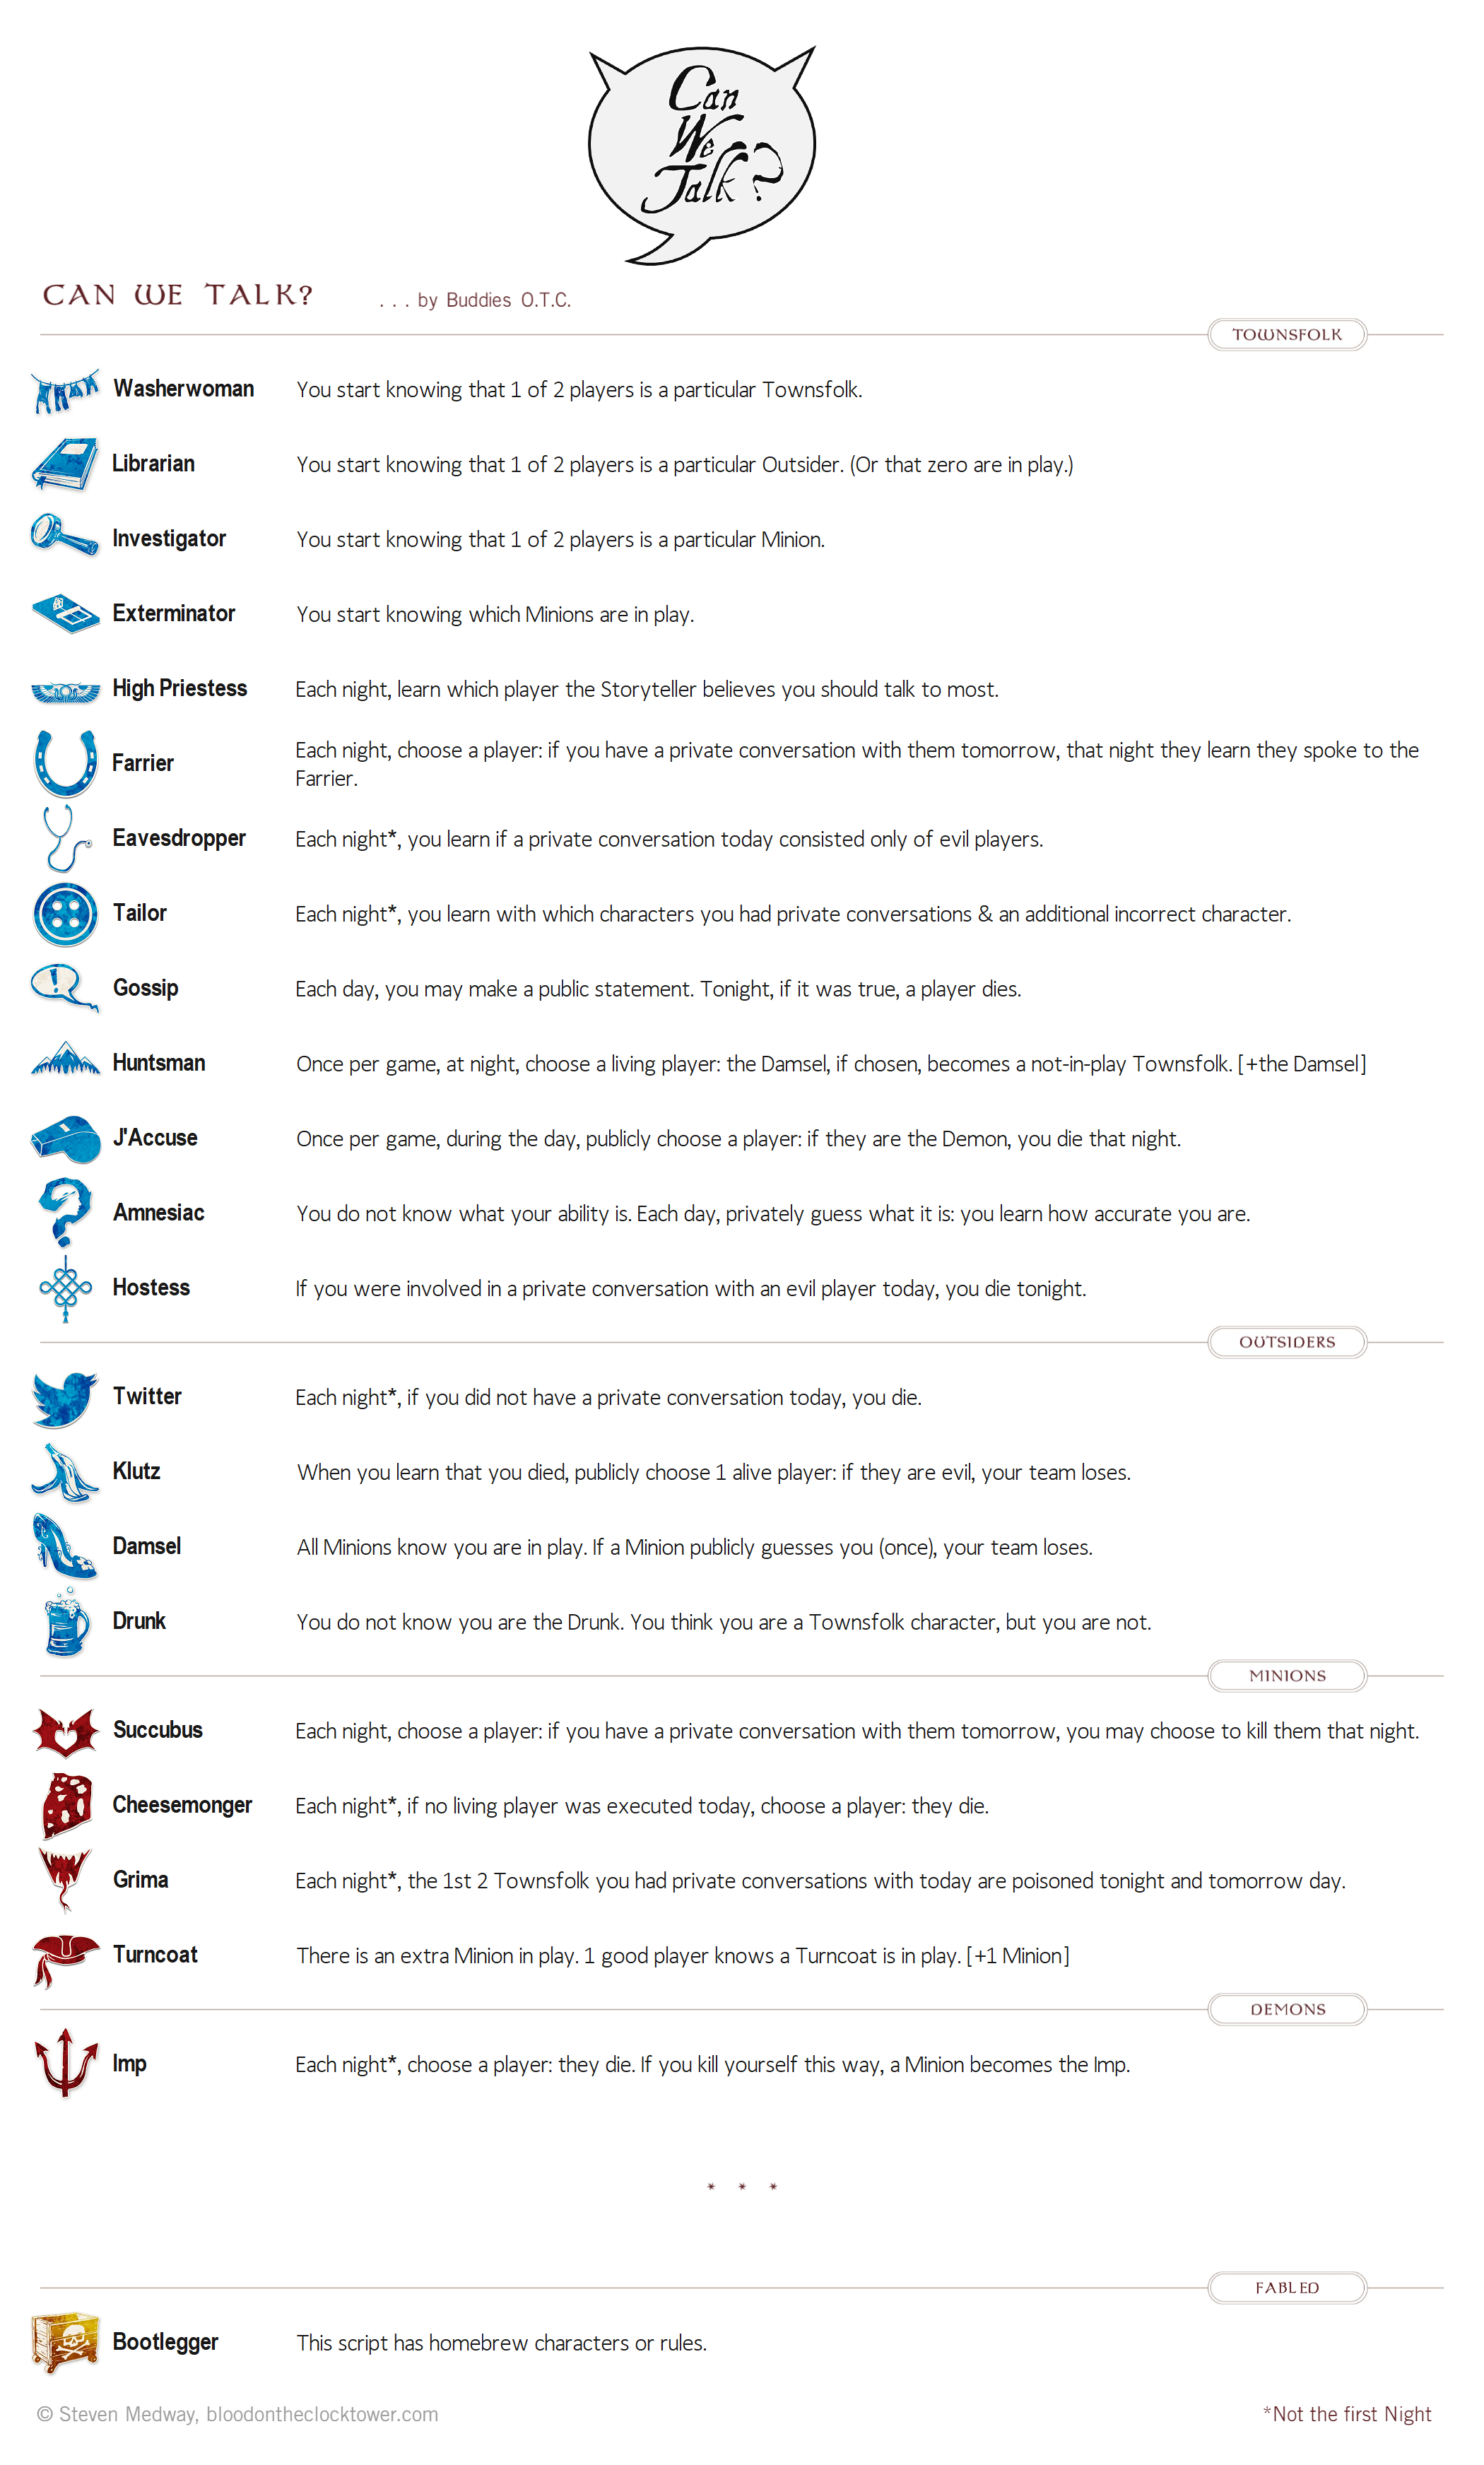 Can
We
Talk?
CAN WE TALK? . . . by Buddies O.T.C.
TOWNSFOLK
Washerwoman You start knowing that 1 of 2 players is a particular Townsfolk.
Librarian You start knowing that 1 of 2 players is a particular Outsider. (Or that zero are in play.)
Investigator You start knowing that 1 of 2 players is a particular Minion.
Exterminator You start knowing which Minions are in play.
High Priestess Each night, learn which player the Storyteller believes you should talk to most.
Farrier Each night, choose a player: if you have a private conversation with them tomorrow, that night they learn they spoke to the
Farrier.
Eavesdropper Each night*, you learn if a private conversation today consisted only of evil players.
Tailor Each night*, you learn with which characters you had private conversations & an additional incorrect character.
Gossip Each day, you may make a public statement. Tonight, if it was true, a player dies.
Huntsman Once per game, at night, choose a living player: the Damsel, if chosen, becomes a not-in-play Townsfolk. [+the Damsel]
J'Accuse Once per game, during the day, publicly choose a player: if they are the Demon, you die that night.
Amnesiac You do not know what your ability is. Each day, privately guess what it is: you learn how accurate you are.
Hostess If you were involved in a private conversation with an evil player today, you die tonight.
OUTSIDERS
Twitter Each night*, if you did not have a private conversation today, you die.
Klutz When you learn that you died, publicly choose 1 alive player: if they are evil, your team loses.
Damsel All Minions know you are in play. If a Minion publicly guesses you (once), your team loses.
Drunk You do not know you are the Drunk. You think you are a Townsfolk character, but you are not.
MINIONS
Succubus Each night, choose a player: if you have a private conversation with them tomorrow, you may choose to kill them that night.
Cheesemonger Each night*, if no living player was executed today, choose a player: they die.
Grima Each night*, the 1st 2 Townsfolk you had private conversations with today are poisoned tonight and tomorrow day.
Turncoat There is an extra Minion in play. 1 good player knows a Turncoat is in play. [+1 Minion]
DEMONS
Imp Each night*, choose a player: they die. If you kill yourself this way, a Minion becomes the Imp.
* * *
FABLED
Bootlegger This script has homebrew characters or rules.
© Steven Medway, bloodontheclocktower.com *Not the first Night